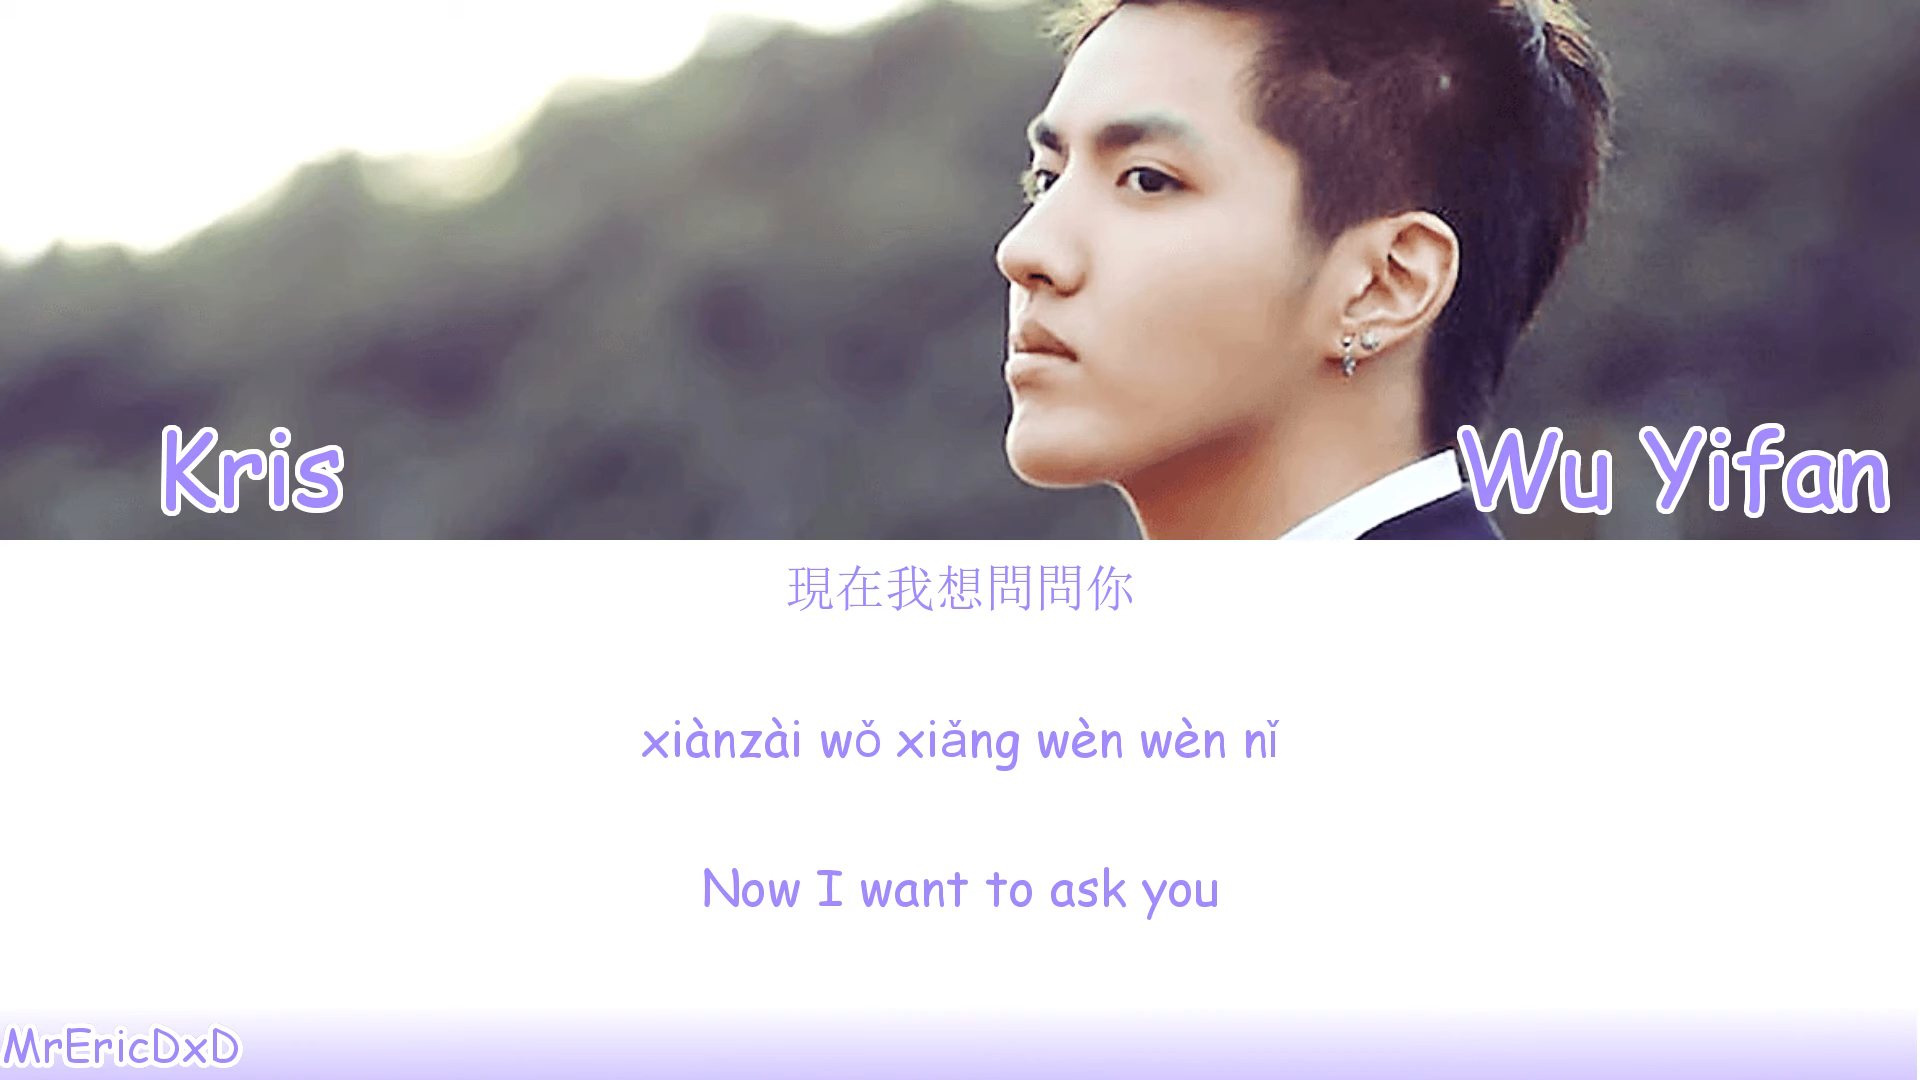 Kris
Wu Yifan
現在我想問問你
xiànzài wǒ xiǎng wèn wèn nǐ
Now I want to ask you
MrEricDxD